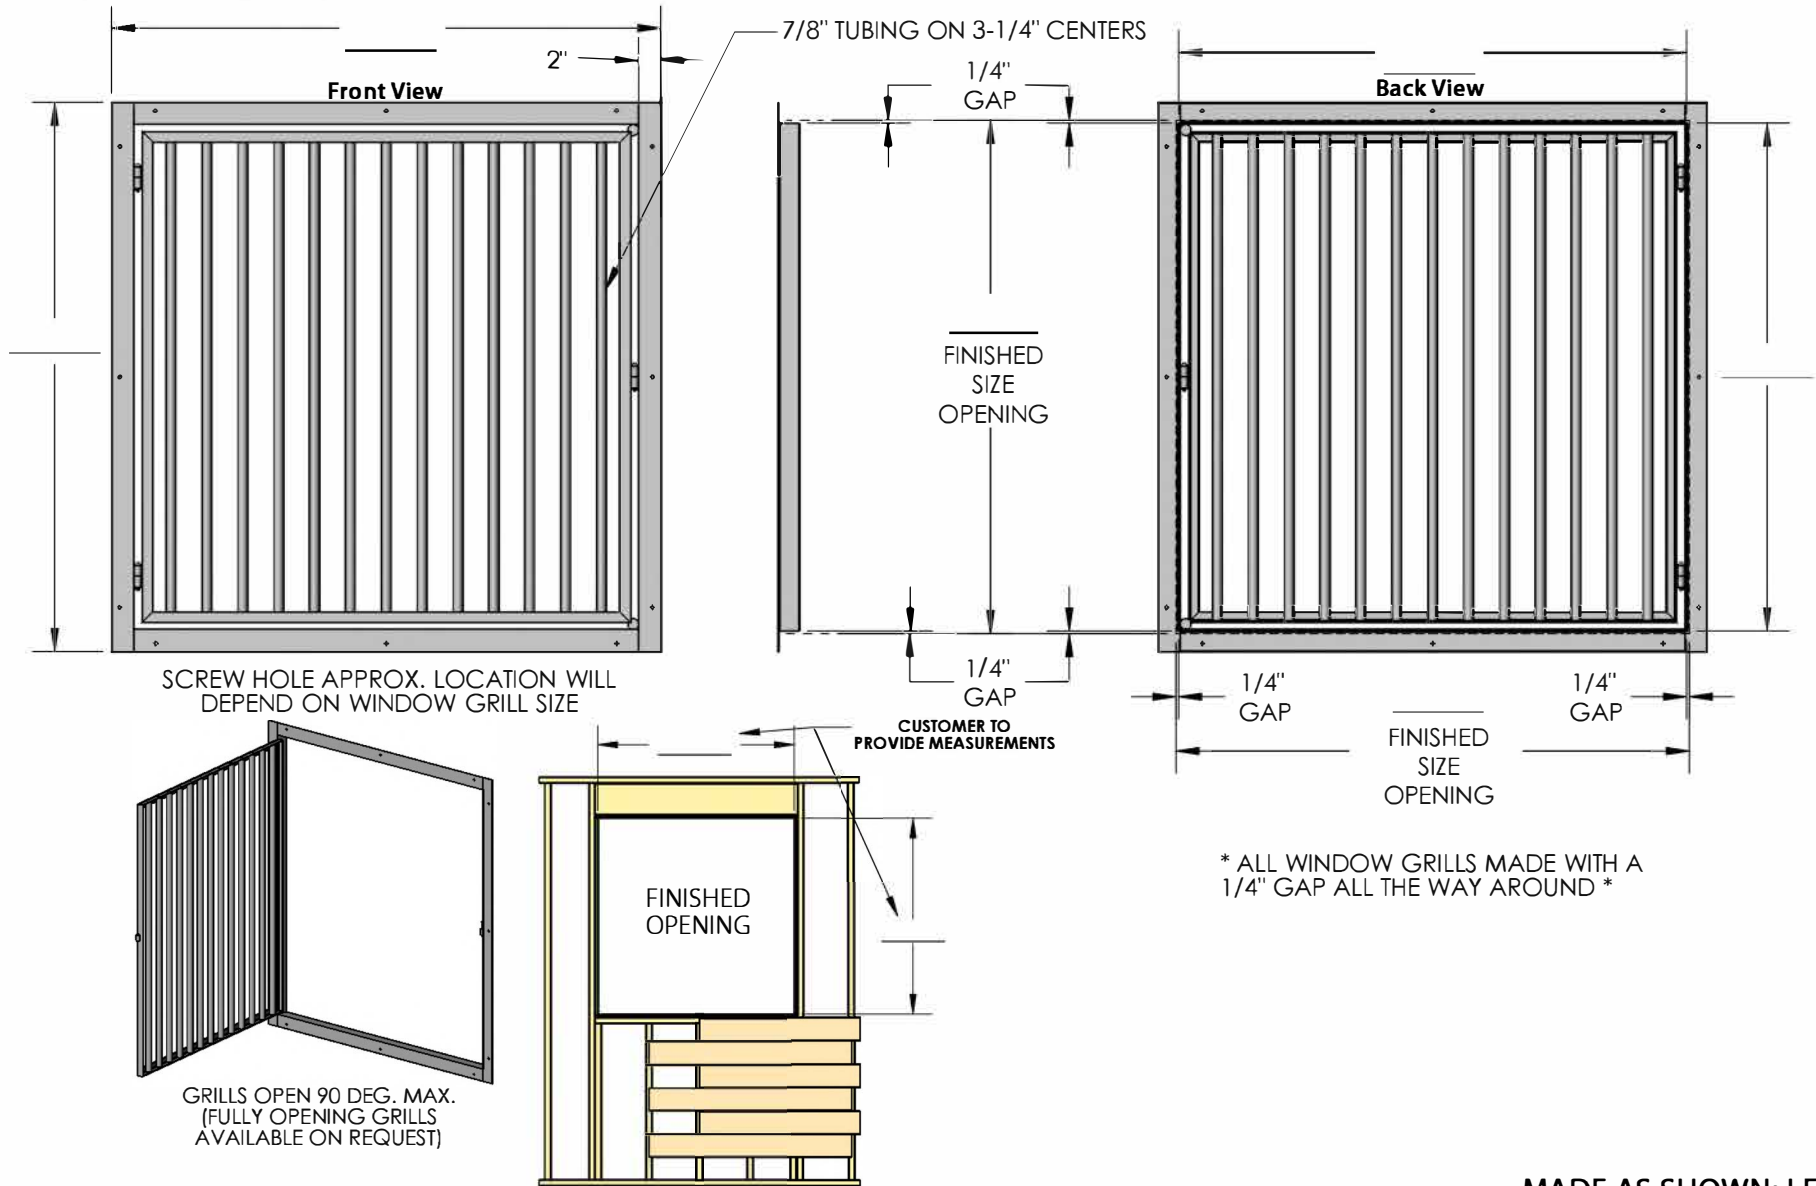 7/8" TUBING ON 3-1/4" CENTERS
2"
Front View
1/4"
GAP
Back View
FINISHED
SIZE
OPENING
1/4"
GAP
1/4"
GAP
1/4"
GAP
FINISHED
SIZE
OPENING
SCREW HOLE APPROX. LOCATION WILL
DEPEND ON WINDOW GRILL SIZE
CUSTOMER TO
PROVIDE MEASUREMENTS
FINISHED
OPENING
* ALL WINDOW GRILLS MADE WITH A
1/4" GAP ALL THE WAY AROUND *
GRILLS OPEN 90 DEG. MAX.
(FULLY OPENING GRILLS
AVAILABLE ON REQUEST)
MADE AS SHOWN: